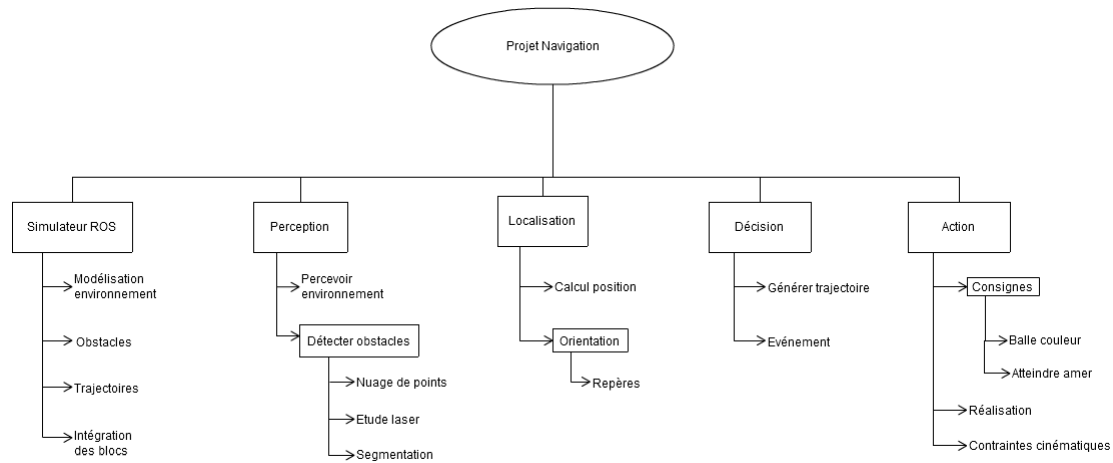 Projet Navigation
Simulateur ROS
Modélisation
environnement
Obstacles
Trajectoires
Intégration
des blocs
Perception
Percevoir
environnement
Détecter obstacles
Nuage de points
Etude laser
Segmentation
Localisation
Calcul position
Orientation
Repères
Décision
Générer trajectoire
Evénement
Action
Consignes
Balle couleur
Atteindre amer
Réalisation
Contraintes cinématiques